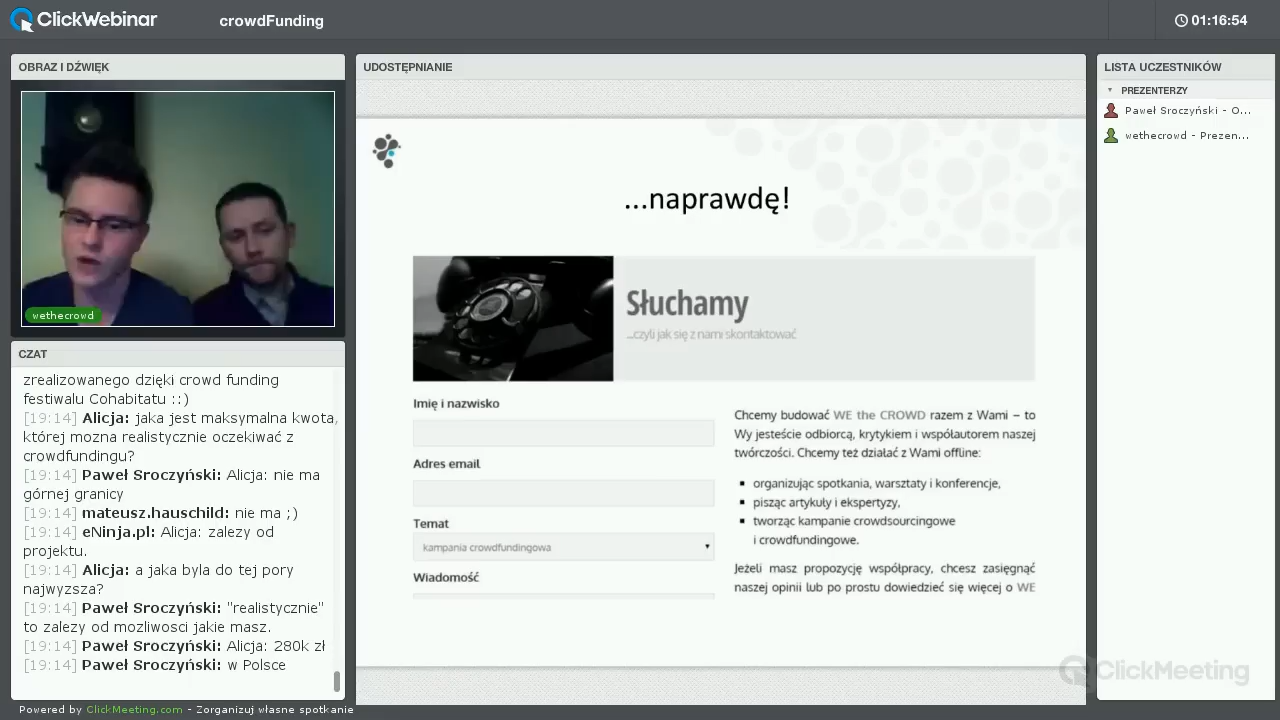 ClickWebinar
crowdFunding
01:16:54
OBRAZ I DŹWIĘK
wethecrowd
CZAT
zrealizowanego dzięki crowd funding
festiwalu Cohabitatu ::)
[19:14] Alicja: jaka jest maksymalna kwota,
której mozna realistycznie oczekiwać z
crowdfundingu?
[19:14] Paweł Sroczyński: Alicja: nie ma
górnej granicy
[19:14] mateusz.hauschild: nie ma ;)
[19:14] eNinja.pl: Alicja: zalezy od
projektu.
[19:14] Alicja: a jaka byla do tej pory
najwyzsza?
[19:14] Paweł Sroczyński: "realistycznie"
to zalezy od mozliwosci jakie masz.
[19:14] Paweł Sroczyński: Alicja: 280k zł
[19:14] Paweł Sroczyński: w Polsce
UDOSTĘPNIANIE
...naprawdę!
Słuchamy
...czyli jak się z nami skontaktować
Imię i nazwisko
Adres email
Temat
kampania crowdfundingowa
Wiadomość
Chcemy budować WE the CROWD razem z Wami – to
Wy jesteście odbiorcą, krytykiem i współautorem naszej
twórczości. Chcemy też działać z Wami offline:
organizując spotkania, warsztaty i konferencje,
pisząc artykuły i ekspertyzy,
tworząc kampanie crowdsourcingowe
i crowdfundingowe.
Jeżeli masz propozycję współpracy, chcesz zasięgnąć
naszej opinii lub po prostu dowiedzieć się więcej o WE
LISTA UCZESTNIKÓW
PREZENTERZY
Paweł Sroczyński - O...
wethecrowd - Prezen...
ClickMeeting
Powered by ClickMeeting.com - Zorganizuj własne spotkanie